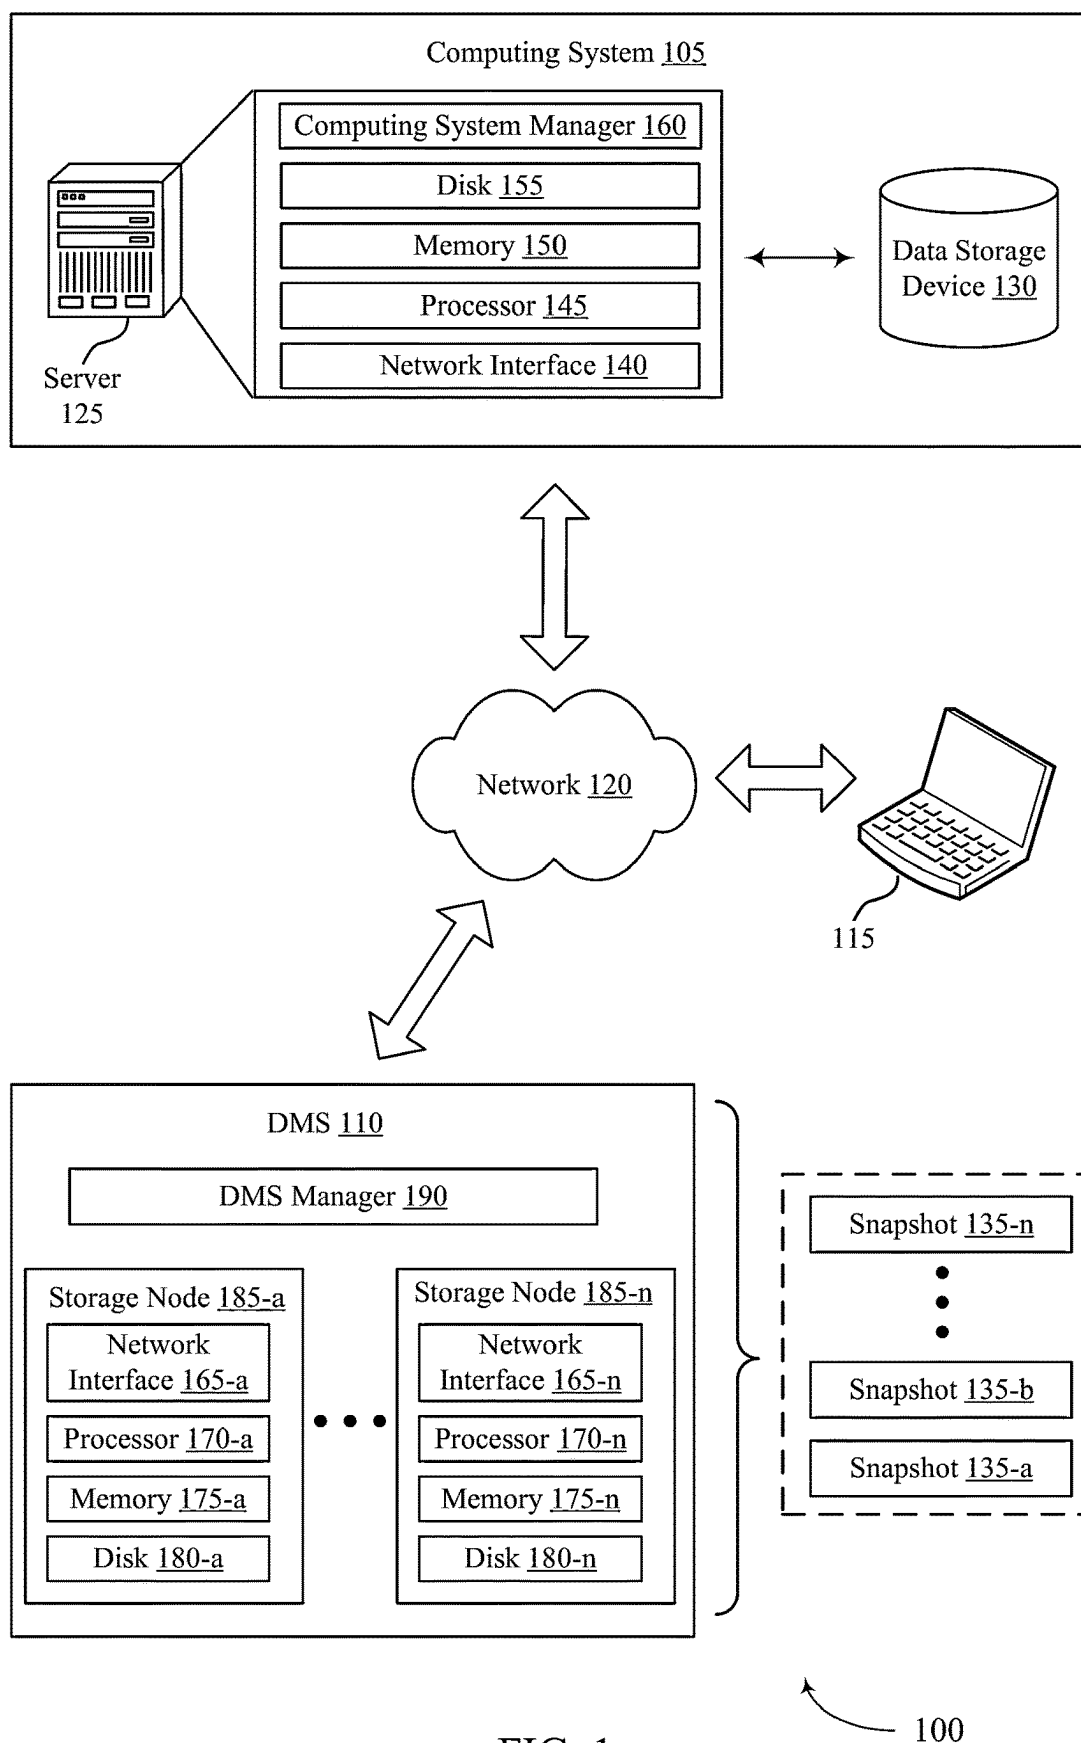 Computing System 105
Computing System Manager 160
Disk 155
Memory 150
Processor 145
Network Interface 140
Server
125
Data Storage
Device 130
Network 120
115
DMS 110
DMS Manager 190
Storage Node 185-a
Network
Interface 165-a
Processor 170-a
Memory 175-a
Disk 180-a
Storage Node 185-n
Network
Interface 165-n
Processor 170-n
Memory 175-n
Disk 180-n
Snapshot 135-n
Snapshot 135-b
Snapshot 135-a
100
FIG. 1